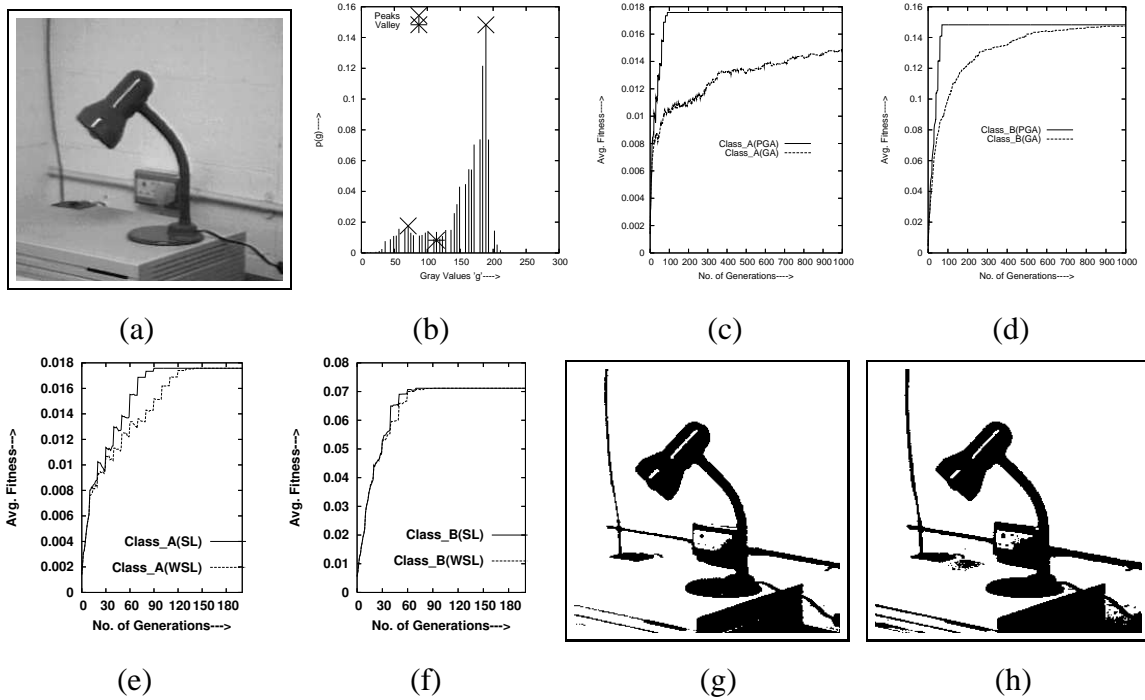 Peaks
Valley
p(g)---->
0.16
0.14
0.12
0.1
0.08
0.06
0.04
0.02
0
0 50 100 150 200 250 300
Gray Values 'g'---->
Avg. Fitness---->
0.018
0.016
0.014
0.012
0.01
0.008
0.006
0.004
0.002
Class_A(PGA)
Class_A(GA)
0 100 200 300 400 500 600 700 800 900 1000
No. of Generations---->
Avg. Fitness---->
0.16
0.14
0.12
0.1
0.08
0.06
0.04
0.02
0
Class_B(PGA)
Class_B(GA)
0 100 200 300 400 500 600 700 800 900 1000
No. of Generations---->
(a) (b) (c) (d)
Avg. Fitness--->
0.018
0.016
0.014
0.012
0.01
0.008
0.006
0.004
0.002
0
Class_A(SL)
Class_A(WSL)
0 30 60 90 120 150 180
No. of Generations--->
Avg. Fitness--->
0.08
0.07
0.06
0.05
0.04
0.03
0.02
0.01
0
Class_B(SL)
Class_B(WSL)
0 30 60 90 120 150 180
No. of Generations--->
(e) (f) (g) (h)